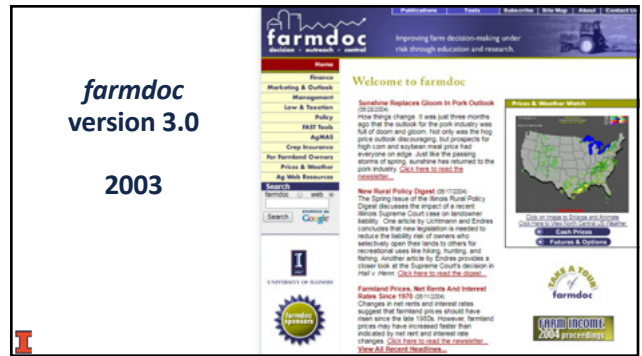 farmdoc
version 3.0
2003
Publications Tools Subscribe | Site Map | About | Contact Us
farmdoc
decision • outreach • central
Improving farm decision-making under
risk through education and research.
Home
Finance
Marketing & Outlook
Management
Law & Taxation
Policy
FAST Tools
AgMAS
Crop Insurance
For Farmland Owners
Prices & Weather
Ag Web Resources
Search
farmdoc web
Search
Google
UNIVERSITY OF ILLINOIS
farmdoc
sponsors
Welcome to farmdoc
Sunshine Replaces Gloom In Pork Outlook
How things change. It was just three months
ago that the outlook for the pork industry was
full of doom and gloom. Not only was the hog
price outlook discouraging, but prospects for
high corn and soybean meal price had
everyone on edge. Just like the passing
storms of spring, sunshine has returned to the
pork industry. Click here to read the
newsletter...
New Rural Policy Digest (05/17/2004)
The Spring Issue of the Illinois Rural Policy
Digest discusses the impact of a recent
Illinois Supreme Court case on landowner
liability. One article by Uchtmann and Endres
concludes that new legislation is needed to
reduce the liability risk of owners who
selectively open their lands to others for
recreational uses like hiking, hunting, and
fishing. Another article by Endres provides a
closer look at the Supreme Court's decision in
Hall v. Henn. Click here to read the digest...
Farmland Prices, Net Rents And Interest
Rates Since 1970 (05/11/2004)
Changes in net rents and interest rates
suggest that farmland prices should have
risen since the late 1980s. However, farmland
prices may have increased faster than
indicated by net rent and interest rate
changes. Click here to read the newsletter...
View All Recent Headlines...
Prices & Weather Watch
Click on Image to Enlarge and Animate
Click Here to View North Central US Weather
Cash Prices
Futures & Options
TAKE A TOUR
of
farmdoc
FARM INCOME
2004 proceedings